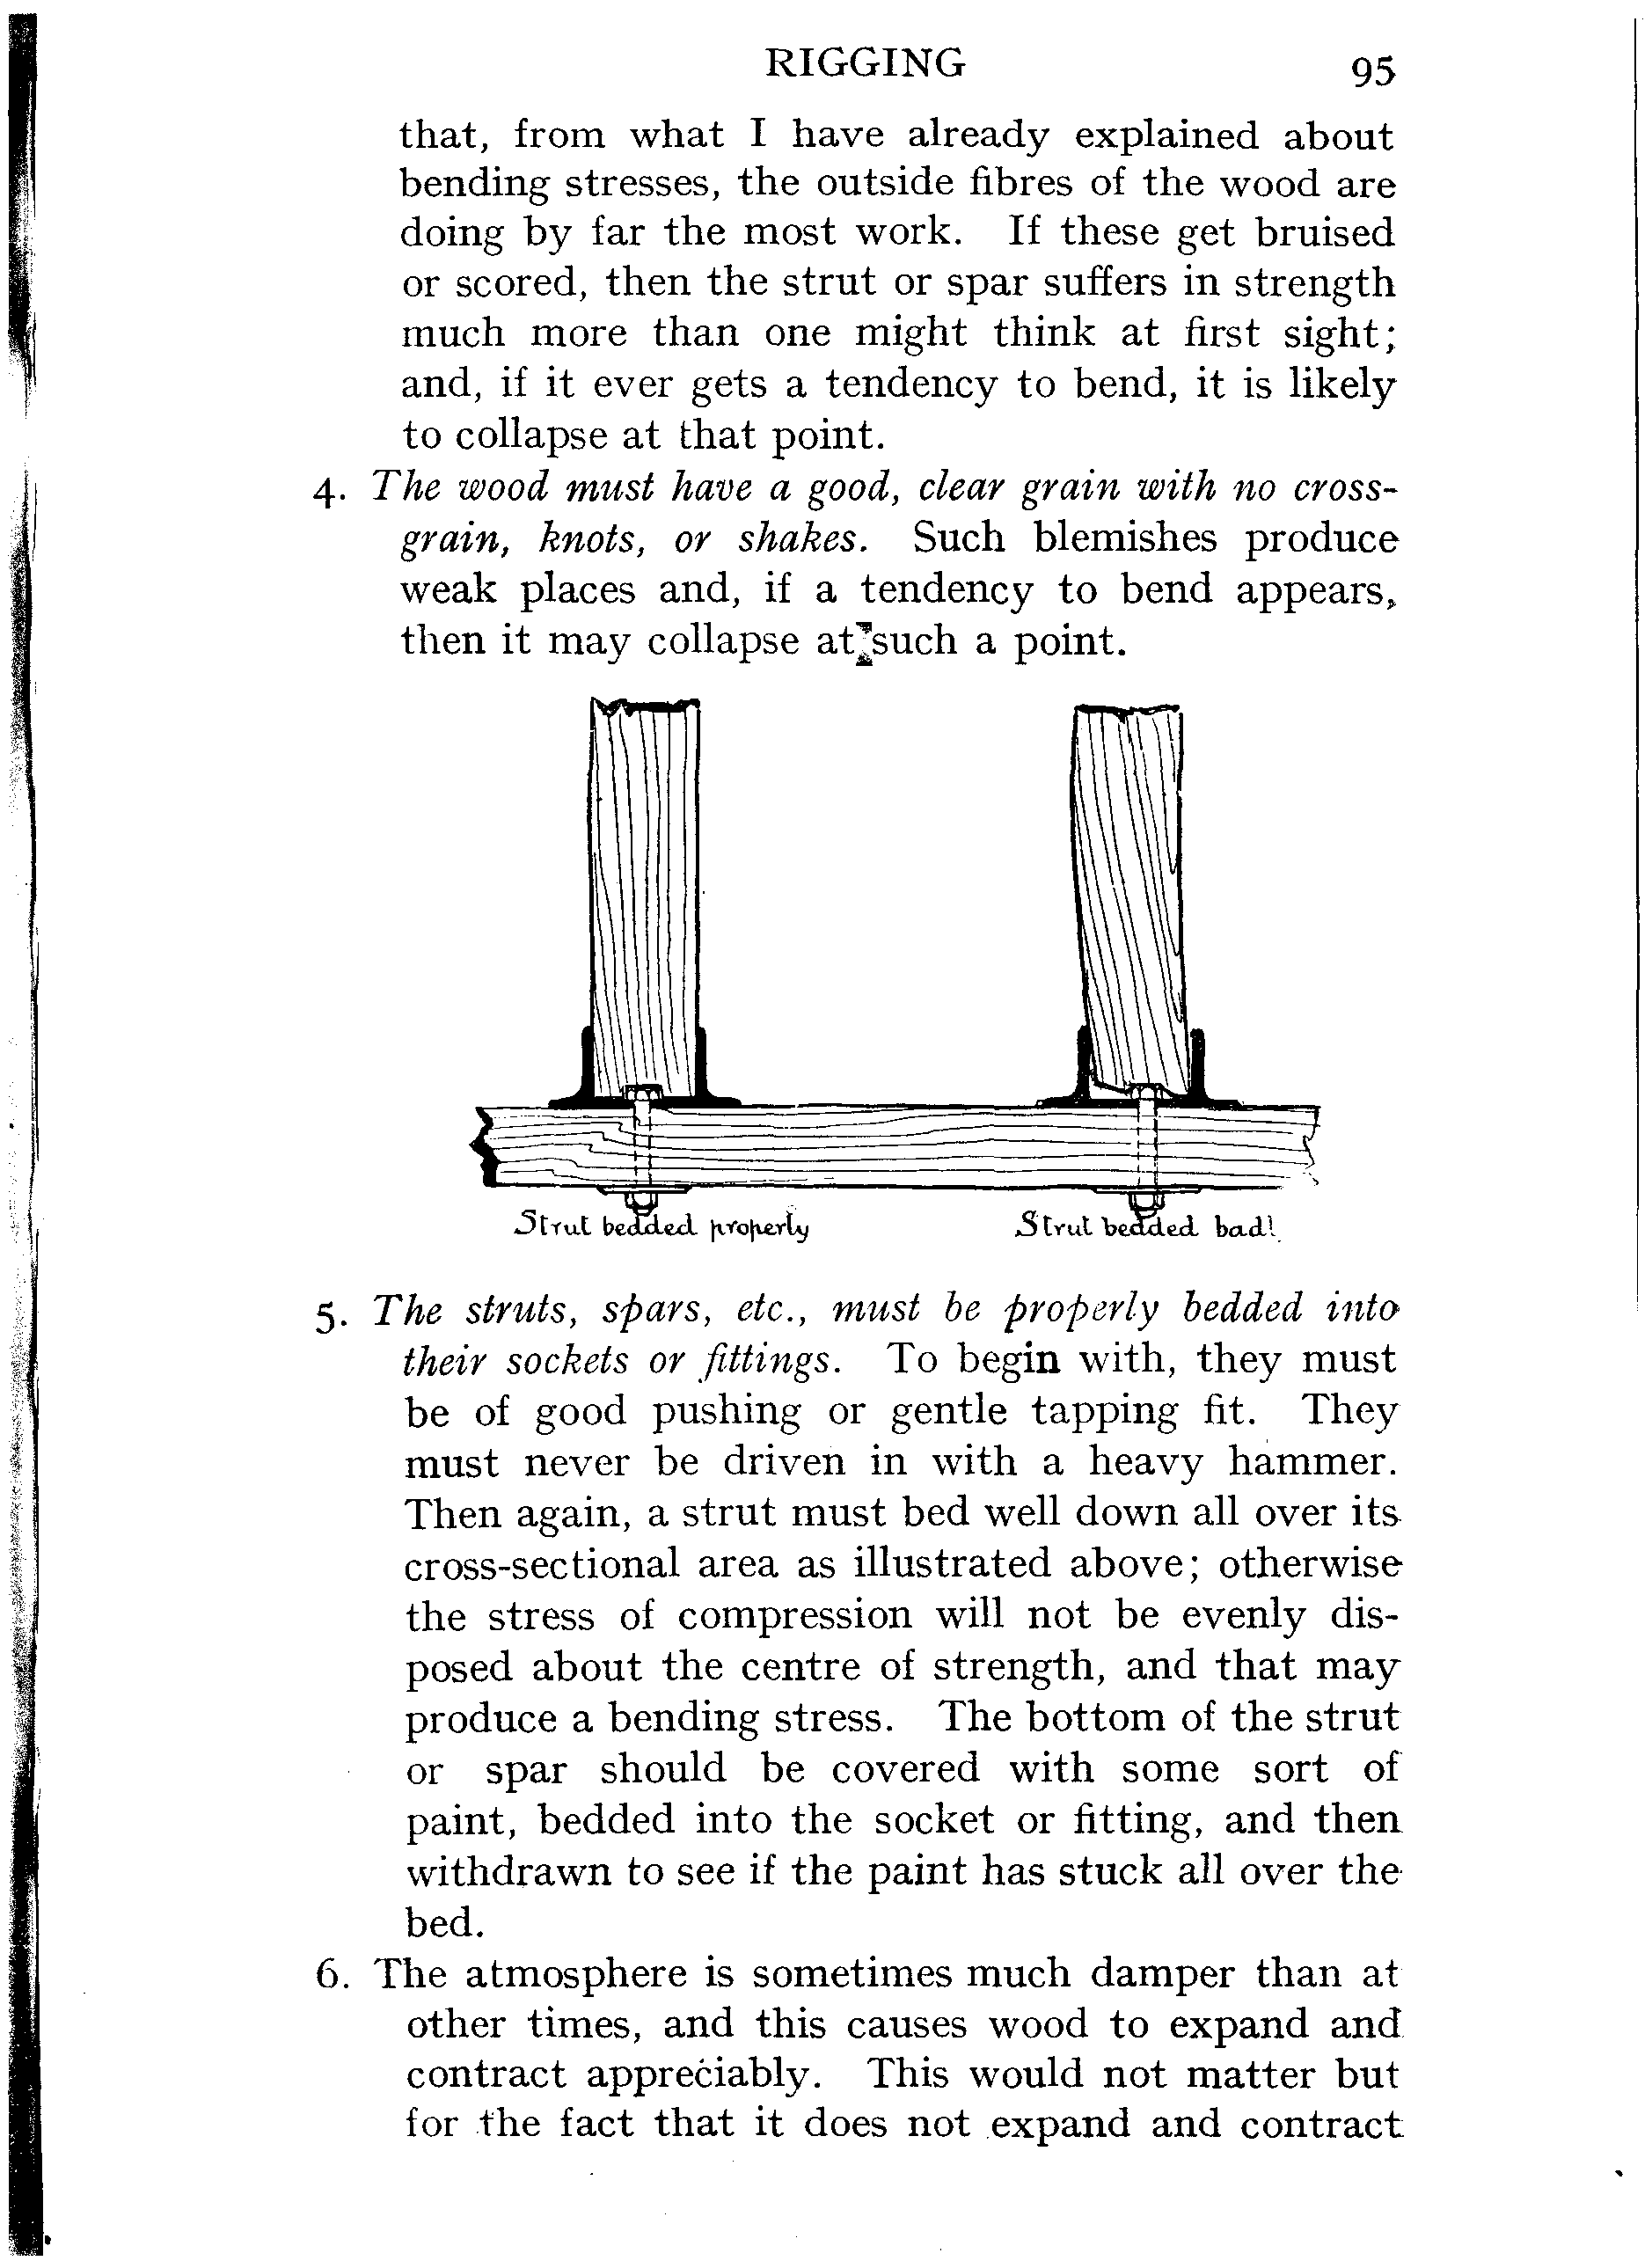 RIGGING
95
that, from what I have already explained about
bending stresses, the outside fibres of the wood are
doing by far the most work. If these get bruised
or scored, then the strut or spar suffers in strength
much more than one might think at first sight;
and, if it ever gets a tendency to bend, it is likely
to collapse at that point.
4. The wood must have a good, clear grain with no cross-
grain, knots, or shakes. Such blemishes produce
weak places and, if a tendency to bend appears,
then it may collapse at such a point.
Strut bedded properly
Strut bedded badl
5. The struts, spars, etc., must be properly bedded into
their sockets or fittings. To begin with, they must
be of good pushing or gentle tapping fit. They
must never be driven in with a heavy hammer.
Then again, a strut must bed well down all over its
cross-sectional area as illustrated above; otherwise
the stress of compression will not be evenly dis-
posed about the centre of strength, and that may
produce a bending stress. The bottom of the strut
or spar should be covered with some sort of
paint, bedded into the socket or fitting, and then
withdrawn to see if the paint has stuck all over the
bed.
6. The atmosphere is sometimes much damper than at
other times, and this causes wood to expand and
contract appreciably. This would not matter but
for the fact that it does not expand and contract